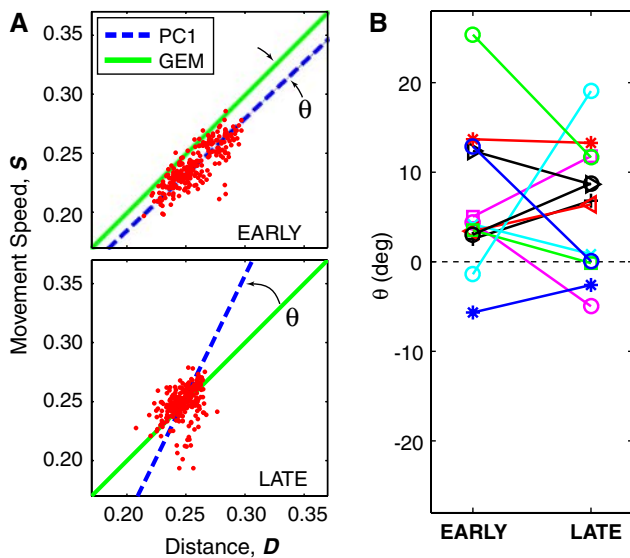 A
PC1
GEM
θ
0.35
0.30
0.25
0.20
EARLY
Movement Speed, S
0.35
0.30
0.25
0.20
θ
LATE
0.20
0.25
0.30
0.35
Distance, D
B
20
10
0
-10
-20
θ (deg)
EARLY
LATE